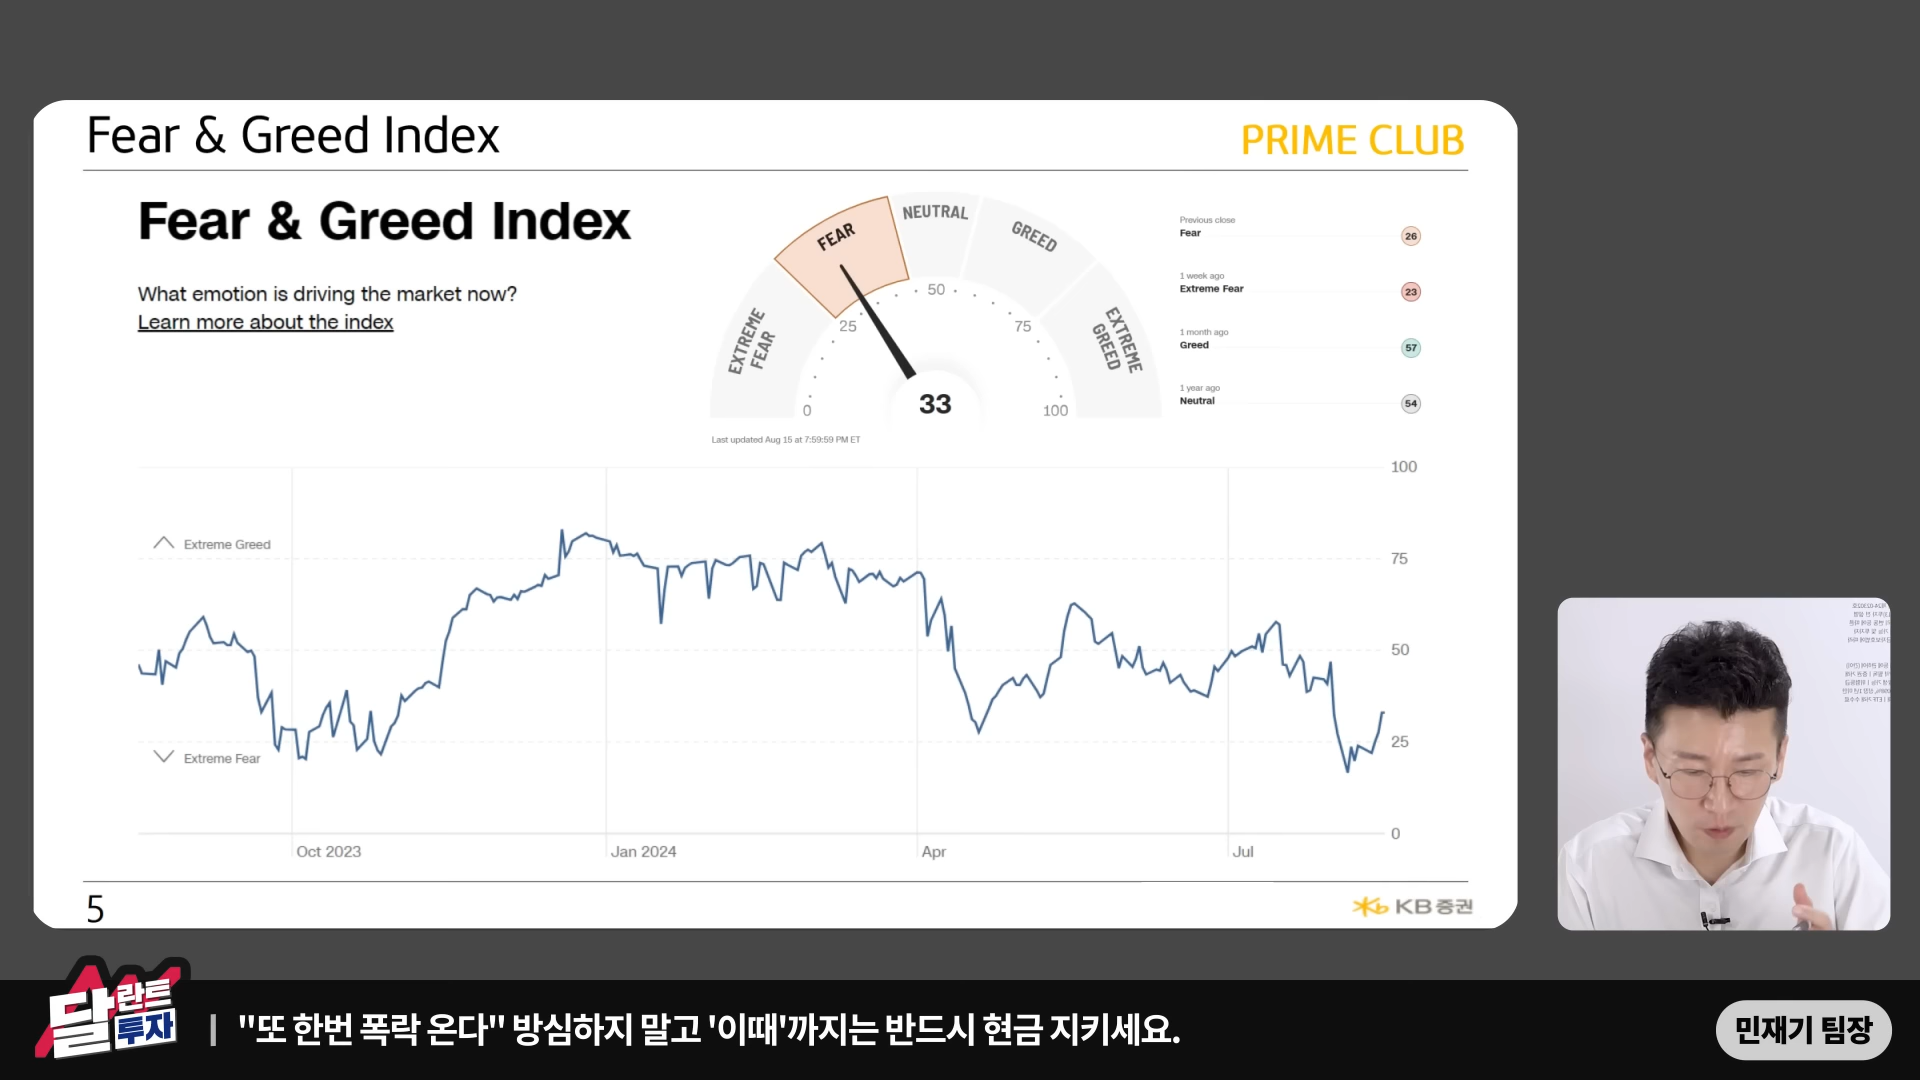 Fear & Greed Index
PRIME CLUB
Fear & Greed Index
What emotion is driving the market now?
Learn more about the index
EXTREME
FEAR
FEAR
NEUTRAL
GREED
EXTREME
GREED
0
25
50
75
100
33
Last updated Aug 15 at 7:59:59 PM ET
Previous close
Fear
26
1 week ago
Extreme Fear
23
1 month ago
Greed
57
1 year ago
Neutral
54
100
Extreme Greed
75
50
25
Extreme Fear
0
Oct 2023
Jan 2024
Apr
Jul
5
KB증권
달란트
투자
| "또 한번 폭락 온다" 방심하지 말고 '이때'까지는 반드시 현금 지키세요.
민재기 팀장